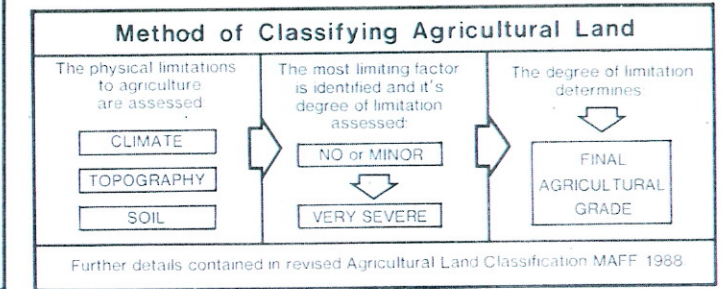 Method of Classifying Agricultural Land
The physical limitations
to agriculture
are assessed:
CLIMATE
TOPOGRAPHY
SOIL
The most limiting factor
is identified and it's
degree of limitation
assessed:
NO or MINOR
VERY SEVERE
The degree of limitation
determines:
FINAL
AGRICULTURAL
GRADE
Further details contained in revised Agricultural Land Classification MAFF 1988.